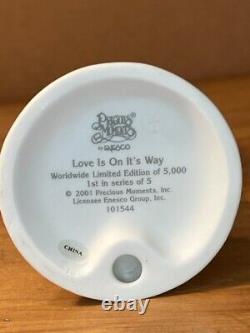 Precious
Moments
by ENESCO
Love Is On It's Way
Worldwide Limited Edition of 5,000
1st in series of 5
© 2001 Precious Moments, Inc.
Licensee Enesco Group, Inc.
101544
CHINA